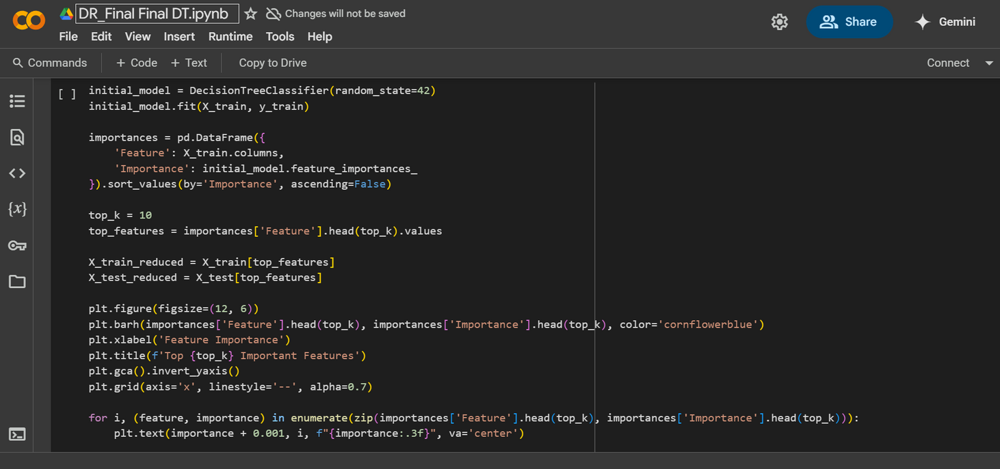 DR_Final Final DT.ipynb
Changes will not be saved
File Edit View Insert Runtime Tools Help
Share
Gemini
Commands + Code + Text Copy to Drive
Connect
[ ]
initial_model = DecisionTreeClassifier(random_state=42)
initial_model.fit(X_train, y_train)
importances = pd.DataFrame({
    'Feature': X_train.columns,
    'Importance': initial_model.feature_importances_
}).sort_values(by='Importance', ascending=False)
top_k = 10
top_features = importances['Feature'].head(top_k).values
X_train_reduced = X_train[top_features]
X_test_reduced = X_test[top_features]
plt.figure(figsize=(12, 6))
plt.barh(importances['Feature'].head(top_k), importances['Importance'].head(top_k), color='cornflowerblue')
plt.xlabel('Feature Importance')
plt.title(f'Top {top_k} Important Features')
plt.gca().invert_yaxis()
plt.grid(axis='x', linestyle='--', alpha=0.7)
for i, (feature, importance) in enumerate(zip(importances['Feature'].head(top_k), importances['Importance'].head(top_k))):
    plt.text(importance + 0.001, i, f"{importance:.3f}", va='center')
{x}